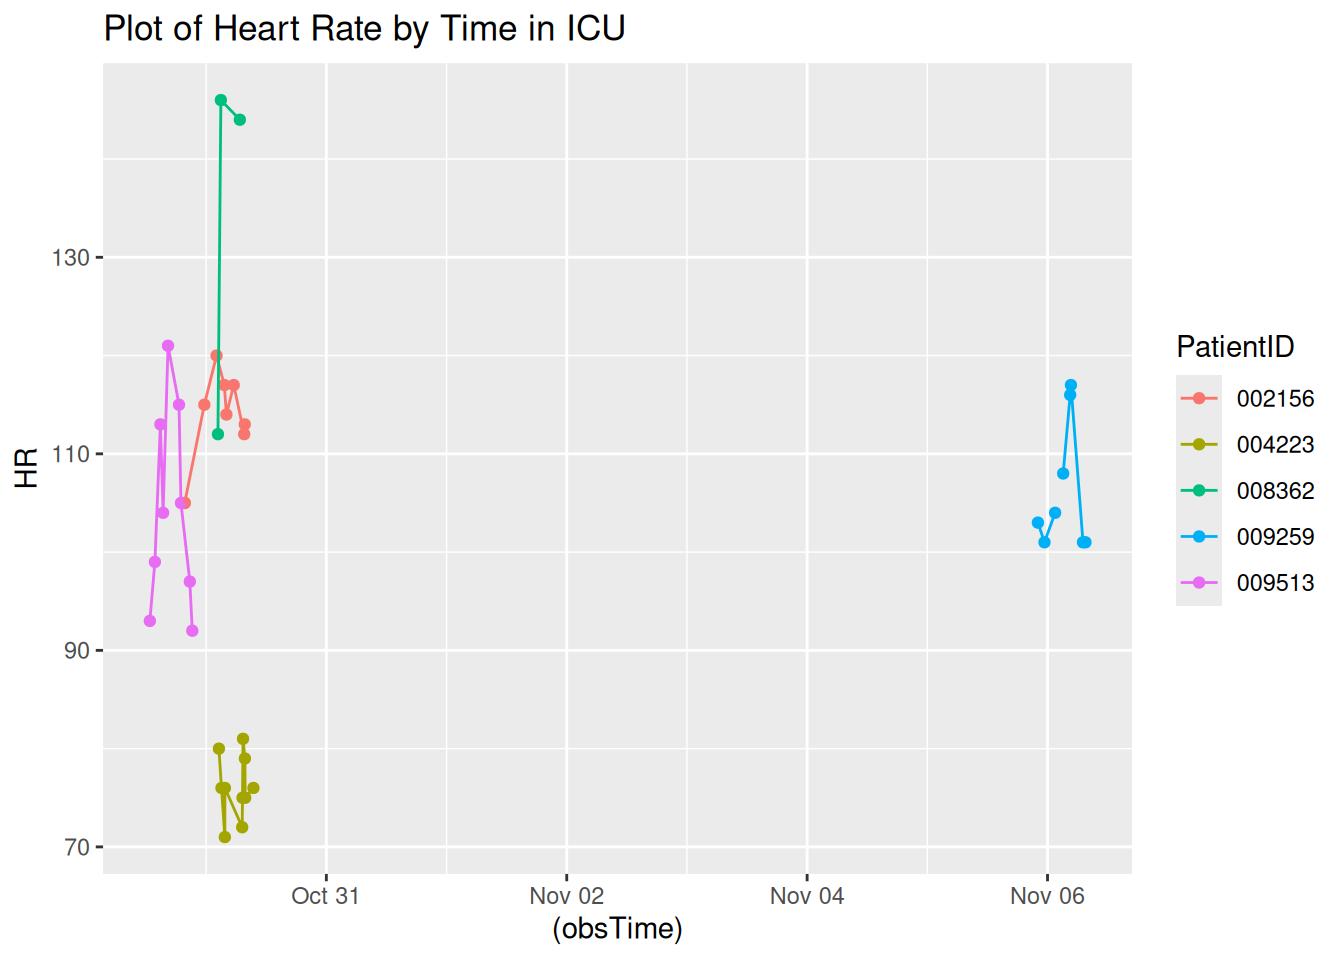 Plot of Heart Rate by Time in ICU
130
110
90
70
HR
Oct 31
Nov 02
Nov 04
Nov 06
(obsTime)
PatientID
002156
004223
008362
009259
009513